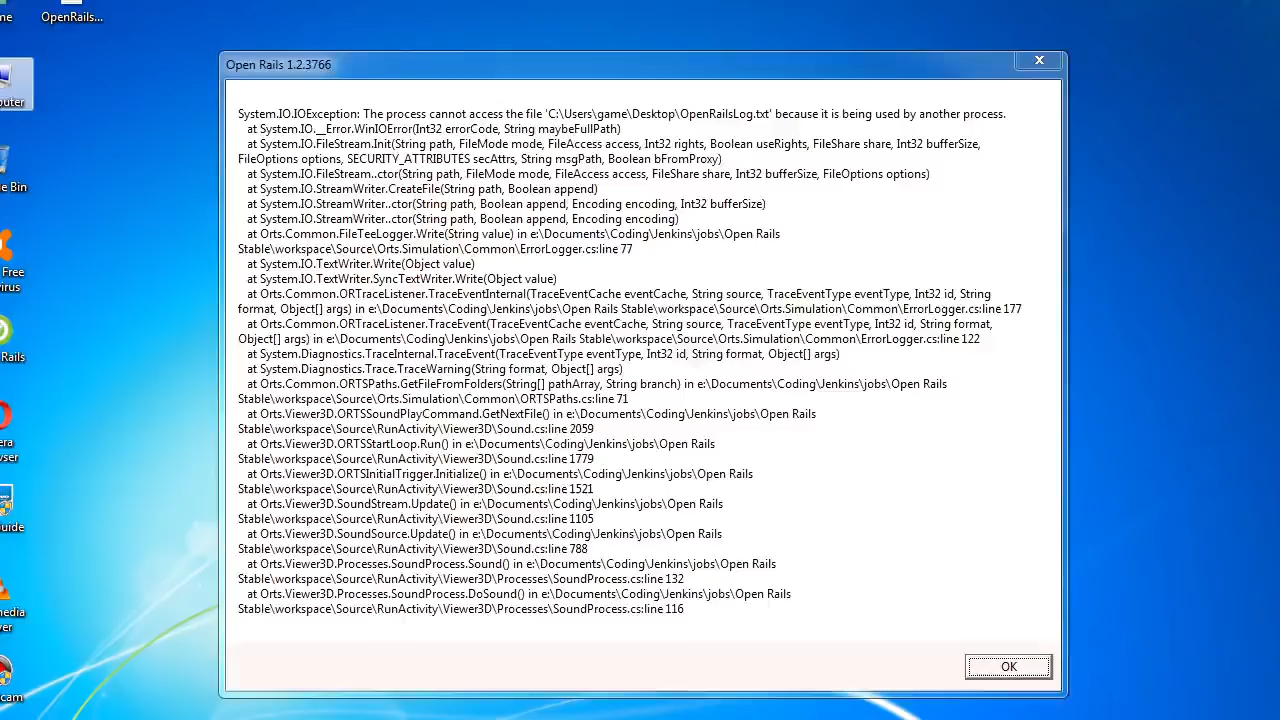 me
OpenRails...
Open Rails 1.2.3766
System.IO.IOException: The process cannot access the file 'C:\Users\game\Desktop\OpenRailsLog.txt' because it is being used by another process.
at System.IO.__Error.WinIOError(Int32 errorCode, String maybeFullPath)
at System.IO.FileStream.Init(String path, FileMode mode, FileAccess access, Int32 rights, Boolean useRights, FileShare share, Int32 bufferSize,
FileOptions options, SECURITY_ATTRIBUTES secAttrs, String msgPath, Boolean bFromProxy)
at System.IO.FileStream..ctor(String path, FileMode mode, FileAccess access, FileShare share, Int32 bufferSize, FileOptions options)
at System.IO.StreamWriter.CreateFile(String path, Boolean append)
at System.IO.StreamWriter..ctor(String path, Boolean append, Encoding encoding, Int32 bufferSize)
at System.IO.StreamWriter..ctor(String path, Boolean append, Encoding encoding)
at Orts.Common.FileTeeLogger.Write(String value) in e:\Documents\Coding\Jenkins\jobs\Open Rails
Stable\workspace\Source\Orts.Simulation\Common\ErrorLogger.cs:line 77
at System.IO.TextWriter.Write(Object value)
at System.IO.TextWriter.SyncTextWriter.Write(Object value)
at Orts.Common.ORTraceListener.TraceEventInternal(TraceEventCache eventCache, String source, TraceEventType eventType, Int32 id, String
format, Object[] args) in e:\Documents\Coding\Jenkins\jobs\Open Rails Stable\workspace\Source\Orts.Simulation\Common\ErrorLogger.cs:line 177
at Orts.Common.ORTraceListener.TraceEvent(TraceEventCache eventCache, String source, TraceEventType eventType, Int32 id, String format,
Object[] args) in e:\Documents\Coding\Jenkins\jobs\Open Rails Stable\workspace\Source\Orts.Simulation\Common\ErrorLogger.cs:line 122
at System.Diagnostics.TraceInternal.TraceEvent(TraceEventType eventType, Int32 id, String format, Object[] args)
at System.Diagnostics.Trace.TraceWarning(String format, Object[] args)
at Orts.Common.ORTSPaths.GetFileFromFolders(String[] pathArray, String branch) in e:\Documents\Coding\Jenkins\jobs\Open Rails
Stable\workspace\Source\Orts.Simulation\Common\ORTSPaths.cs:line 71
at Orts.Viewer3D.ORTSSoundPlayCommand.GetNextFile() in e:\Documents\Coding\Jenkins\jobs\Open Rails
Stable\workspace\Source\RunActivity\Viewer3D\Sound.cs:line 2059
at Orts.Viewer3D.ORTSStartLoop.Run() in e:\Documents\Coding\Jenkins\jobs\Open Rails
Stable\workspace\Source\RunActivity\Viewer3D\Sound.cs:line 1779
at Orts.Viewer3D.ORTSInitialTrigger.Initialize() in e:\Documents\Coding\Jenkins\jobs\Open Rails
Stable\workspace\Source\RunActivity\Viewer3D\Sound.cs:line 1521
at Orts.Viewer3D.SoundStream.Update() in e:\Documents\Coding\Jenkins\jobs\Open Rails
Stable\workspace\Source\RunActivity\Viewer3D\Sound.cs:line 1105
at Orts.Viewer3D.SoundSource.Update() in e:\Documents\Coding\Jenkins\jobs\Open Rails
Stable\workspace\Source\RunActivity\Viewer3D\Sound.cs:line 788
at Orts.Viewer3D.Processes.SoundProcess.Sound() in e:\Documents\Coding\Jenkins\jobs\Open Rails
Stable\workspace\Source\RunActivity\Viewer3D\Processes\SoundProcess.cs:line 132
at Orts.Viewer3D.Processes.SoundProcess.DoSound() in e:\Documents\Coding\Jenkins\jobs\Open Rails
Stable\workspace\Source\RunActivity\Viewer3D\Processes\SoundProcess.cs:line 116
OK
outer
le Bin
Free
irus
Rails
era
wser
uide
media
yer
cam